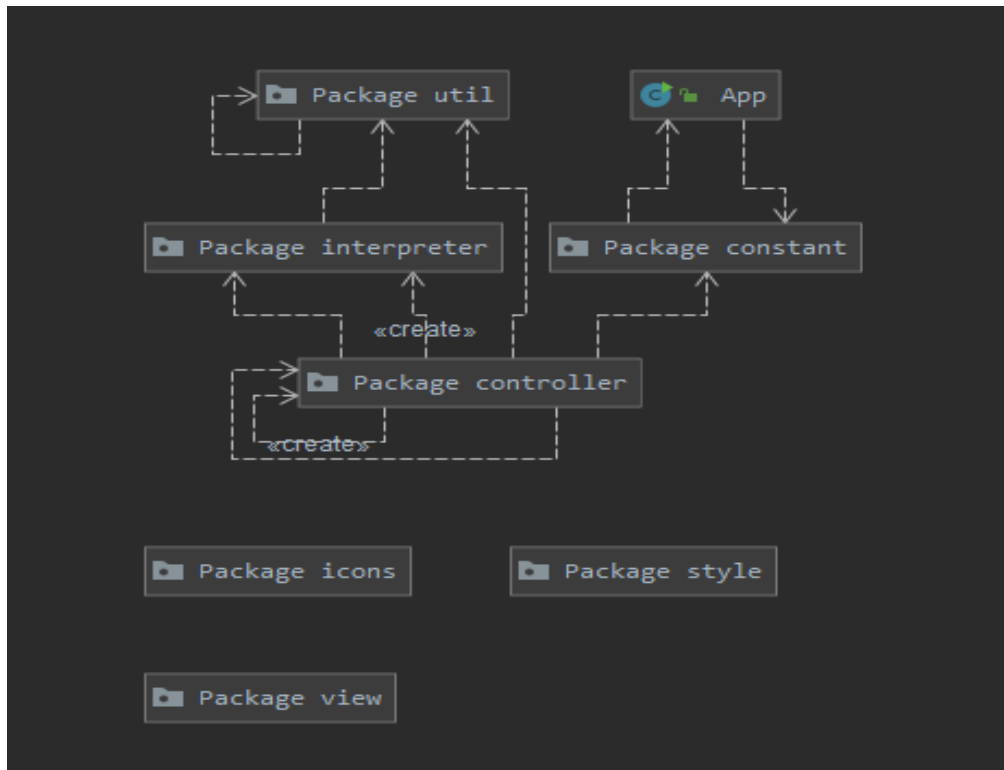 Package util
App
Package interpreter
Package constant
«create»
Package controller
«create»
Package icons
Package style
Package view